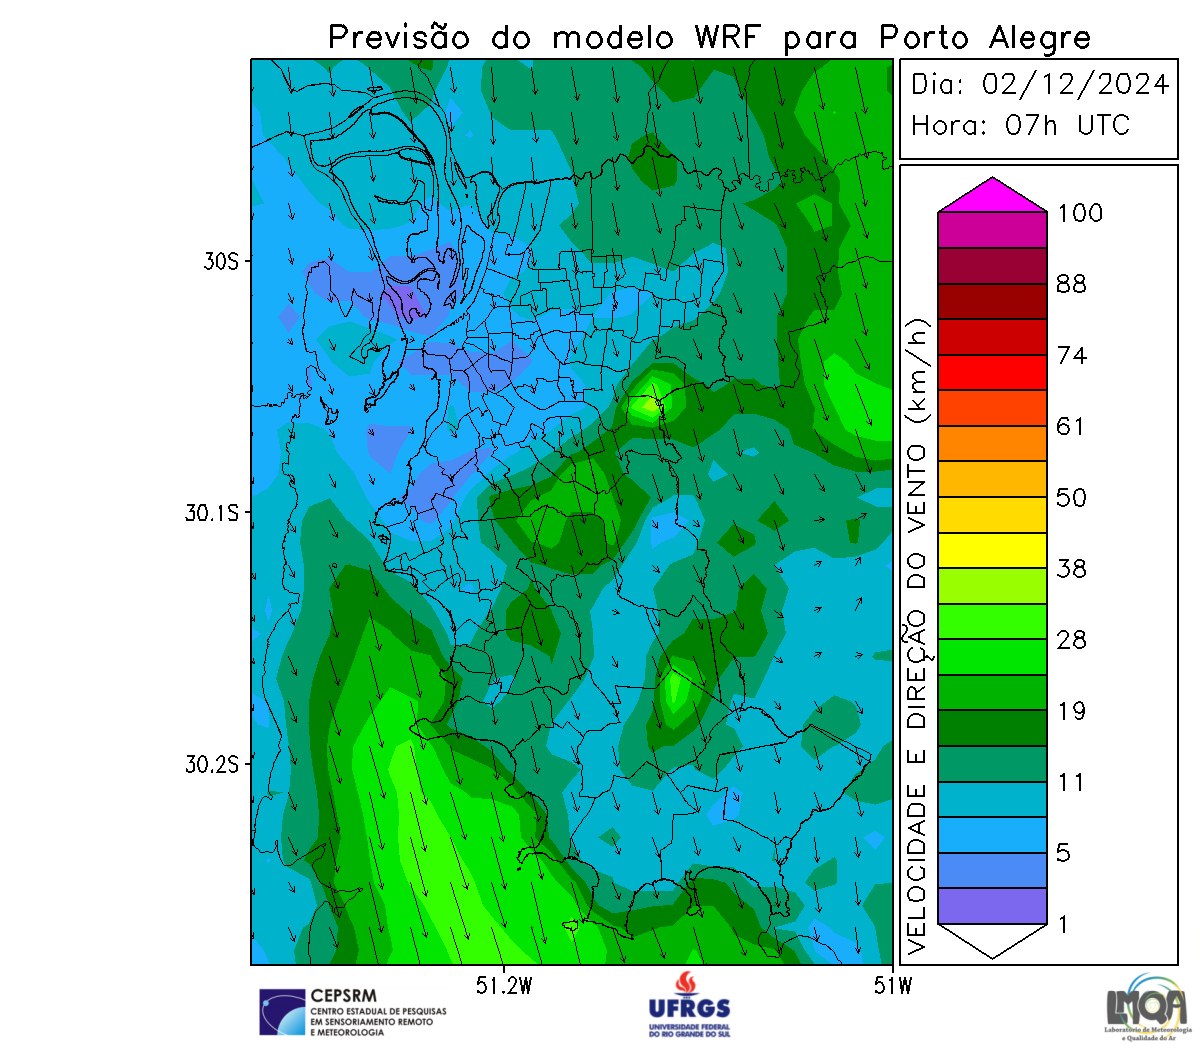 Previsão do modelo WRF para Porto Alegre
Dia: 02/12/2024
Hora: 07h UTC
30S
30.1S
30.2S
51.2W
51W
VELOCIDADE E DIREÇÃO DO VENTO (km/h)
100
88
74
61
50
38
28
19
11
5
1
CEPSRM
CENTRO ESTADUAL DE PESQUISAS
EM SENSORIAMENTO REMOTO
E METEOROLOGIA
UFRGS
UNIVERSIDADE FEDERAL
DO RIO GRANDE DO SUL
LMQA
Laboratório de Meteorologia
e Qualidade do Ar